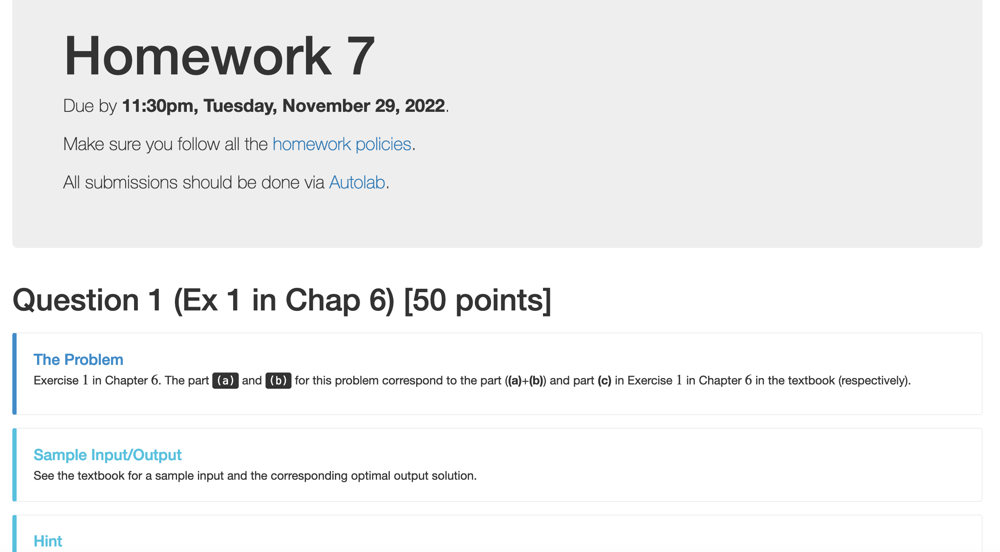 Homework 7
Due by 11:30pm, Tuesday, November 29, 2022.
Make sure you follow all the homework policies.
All submissions should be done via Autolab.
Question 1 (Ex 1 in Chap 6) [50 points]
The Problem
Exercise 1 in Chapter 6. The part (a) and (b) for this problem correspond to the part ((a)+(b)) and part (c) in Exercise 1 in Chapter 6 in the textbook (respectively).
Sample Input/Output
See the textbook for a sample input and the corresponding optimal output solution.
Hint